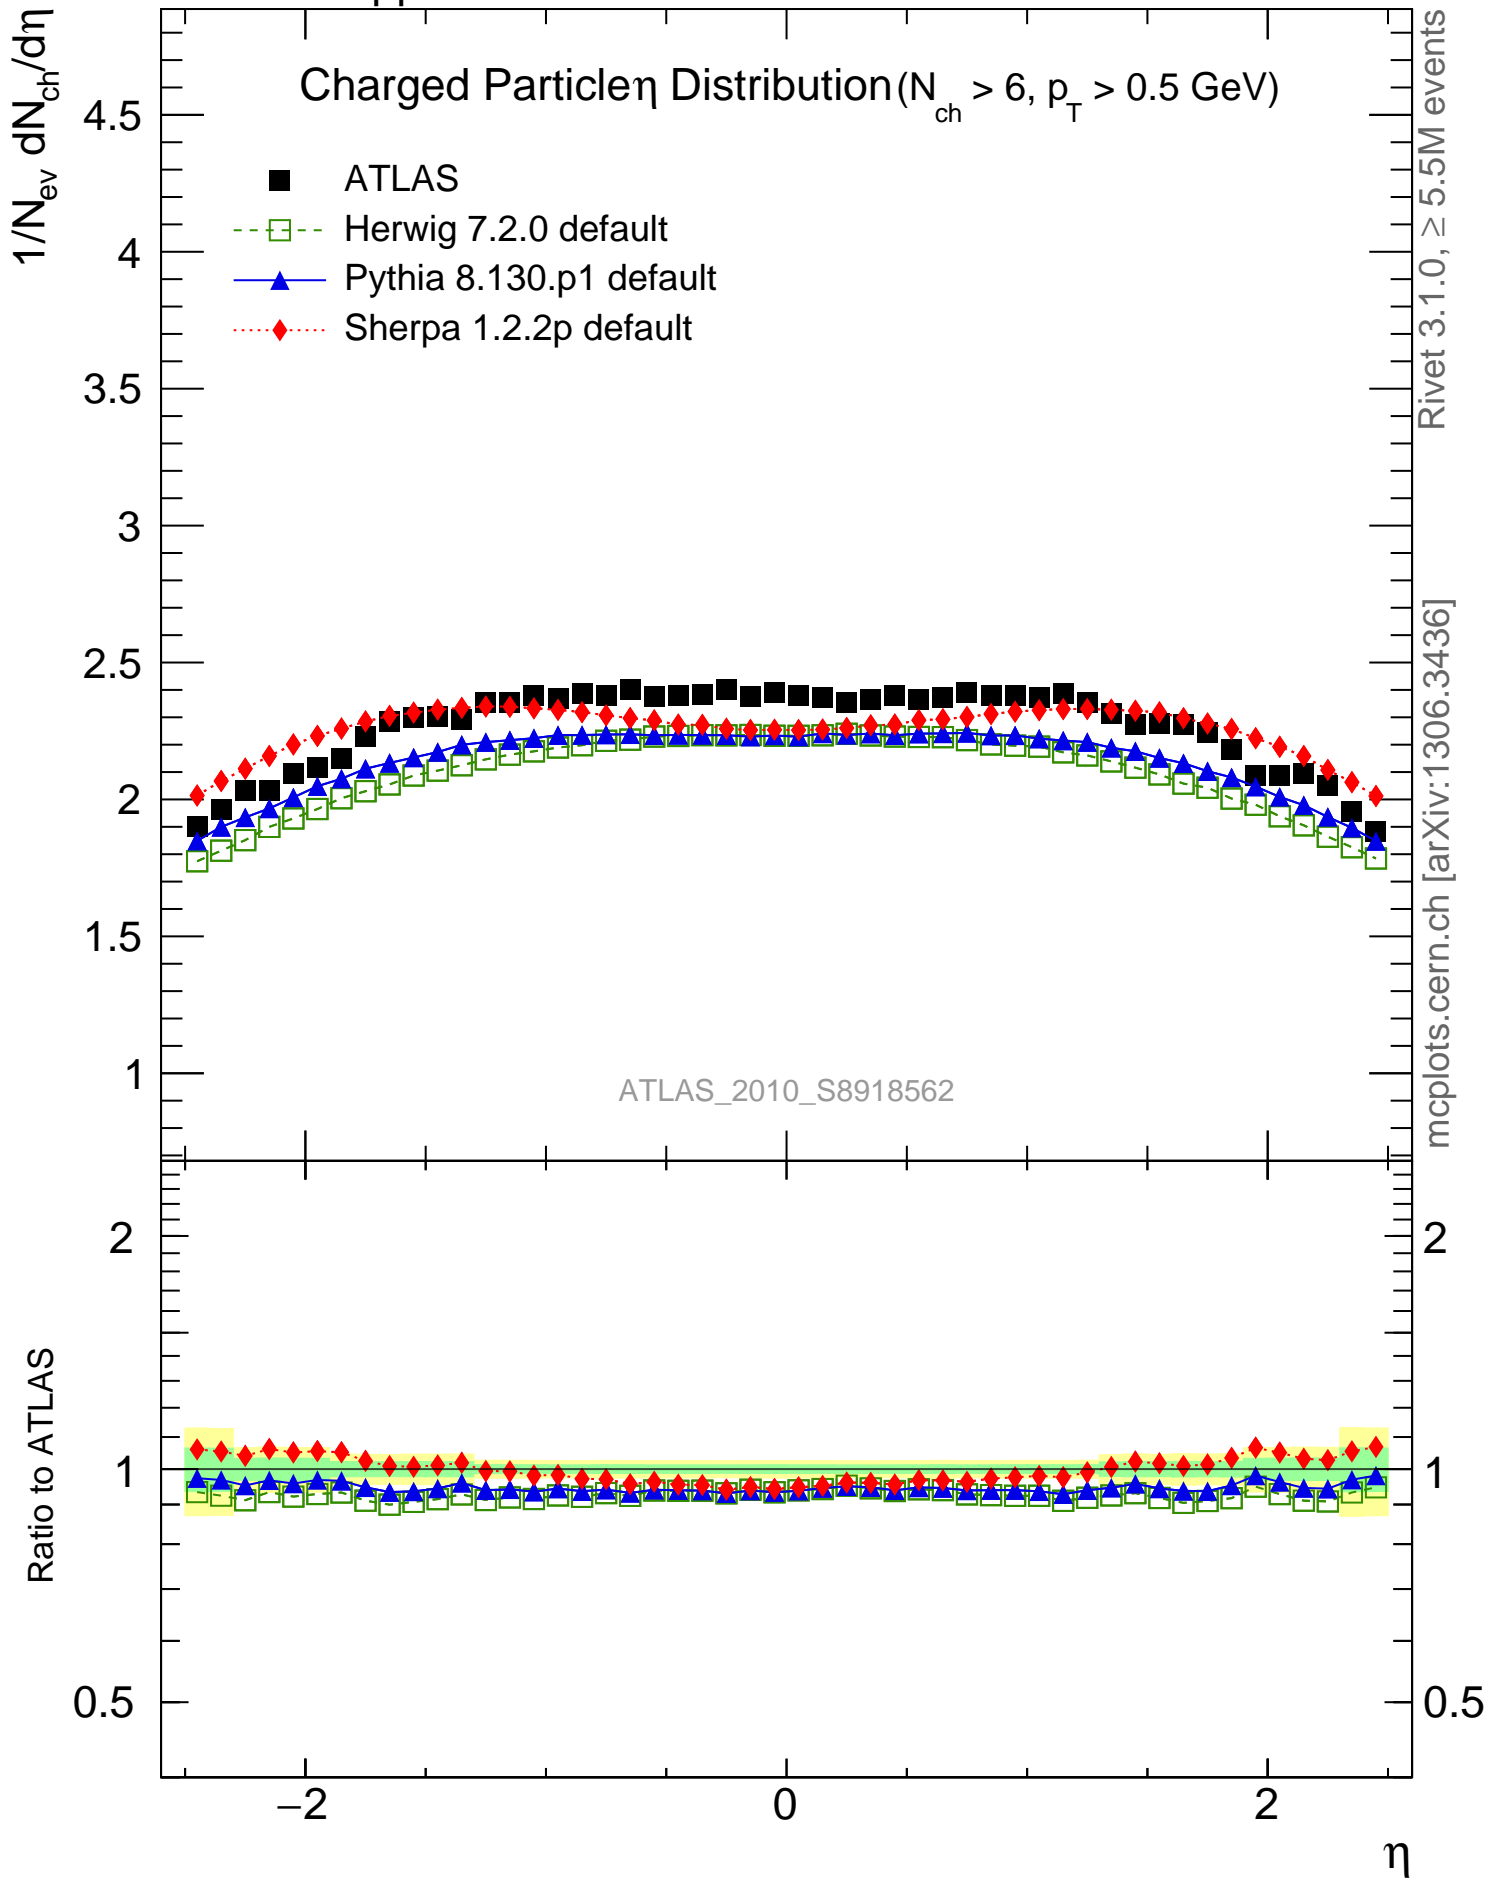 1/N_ev dN_ch/dη
Charged Particle η Distribution (N_ch > 6, p_T > 0.5 GeV)
ATLAS
Herwig 7.2.0 default
Pythia 8.130.p1 default
Sherpa 1.2.2p default
4.5
4
3.5
3
2.5
2
1.5
1
ATLAS_2010_S8918562
Rivet 3.1.0, ≥ 5.5M events
mcplots.cern.ch [arXiv:1306.3436]
Ratio to ATLAS
2
1
0.5
2
1
0.5
−2
0
2
η